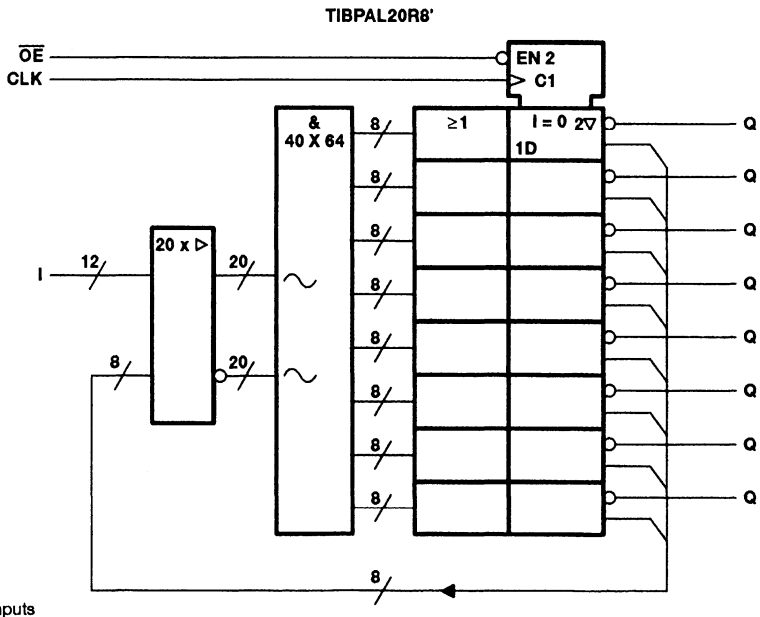 TIBPAL20R8'
OE
CLK
EN 2
C1
&
40 X 64
≥1
I = 0 2▽
1D
8
8
8
8
8
8
8
8
Q
Q
Q
Q
Q
Q
Q
Q
20 x ▷
I
12
20
8
20
8